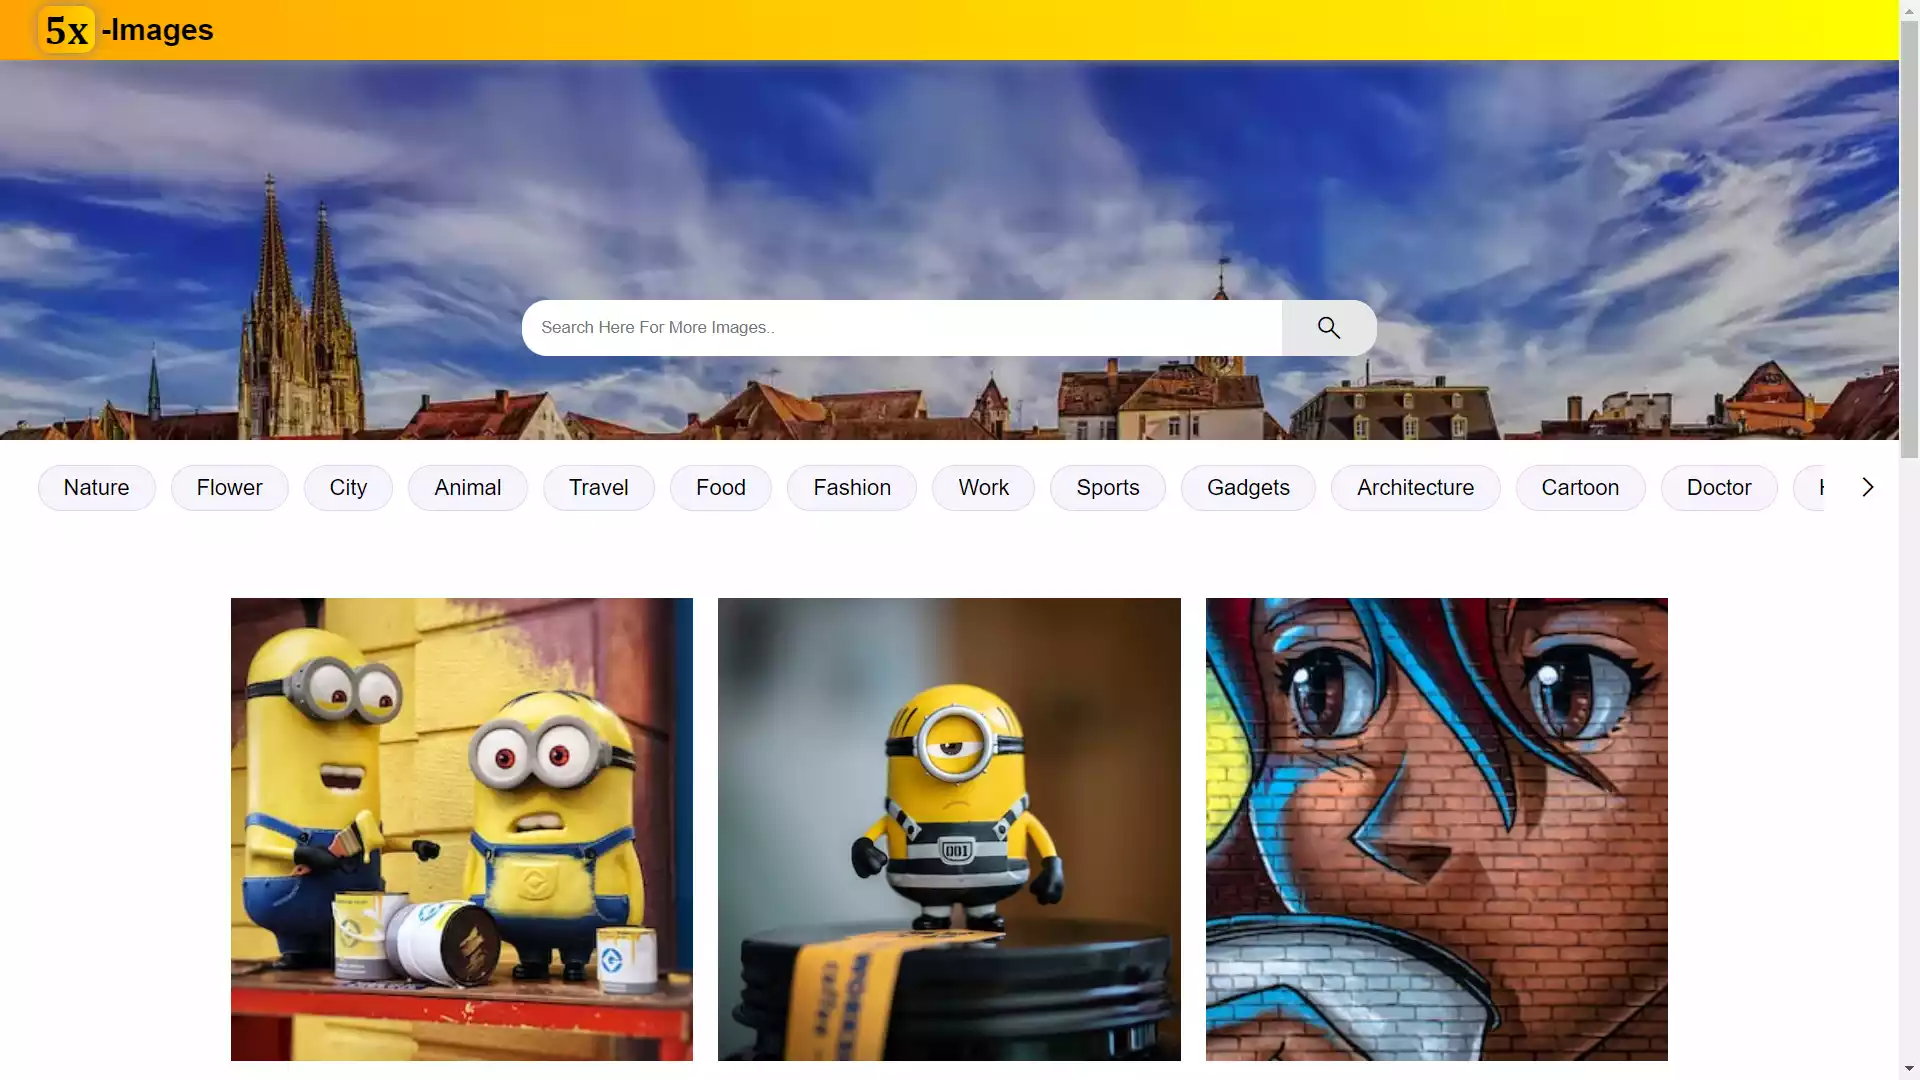 5x -Images
Search Here For More Images..
Nature Flower City Animal Travel Food Fashion Work Sports Gadgets Architecture Cartoon Doctor
001